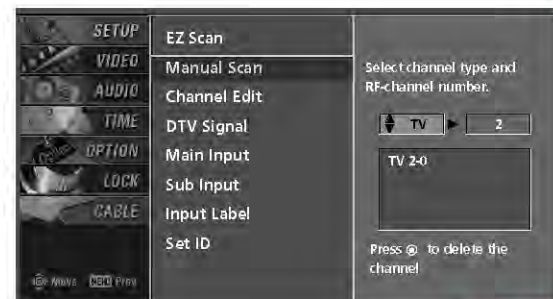 SETUP
VIDEO
AUDIO
TIME
OPTION
LOCK
CABLE
Move MENU Prev
EZ Scan
Manual Scan
Channel Edit
DTV Signal
Main Input
Sub Input
Input Label
Set ID
Select channel type and
RF-channel number.
TV 2
TV 2-0
Press to delete the
channel